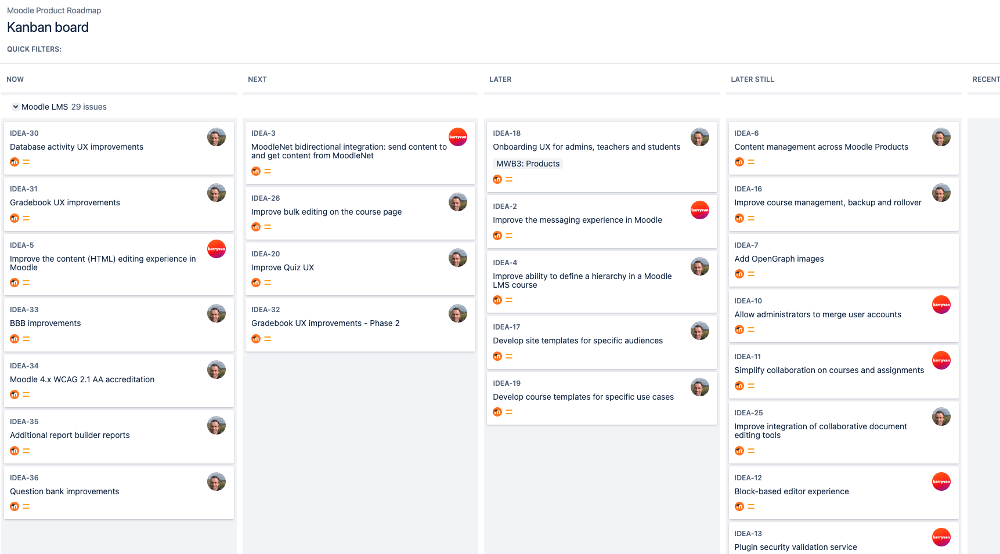 Moodle Product Roadmap
Kanban board
QUICK FILTERS:
NOW
NEXT
LATER
LATER STILL
RECENT
Moodle LMS 29 issues
IDEA-30
Database activity UX improvements
IDEA-31
Gradebook UX improvements
IDEA-5
barryvan
Improve the content (HTML) editing experience in
Moodle
IDEA-33
BBB improvements
IDEA-34
Moodle 4.x WCAG 2.1 AA accreditation
IDEA-35
Additional report builder reports
IDEA-36
Question bank improvements
IDEA-3
barryvan
MoodleNet bidirectional integration: send content to
and get content from MoodleNet
IDEA-26
Improve bulk editing on the course page
IDEA-20
Improve Quiz UX
IDEA-32
Gradebook UX improvements - Phase 2
IDEA-18
Onboarding UX for admins, teachers and students
MWB3: Products
IDEA-2
barryvan
Improve the messaging experience in Moodle
IDEA-4
Improve ability to define a hierarchy in a Moodle
LMS course
IDEA-17
Develop site templates for specific audiences
IDEA-19
Develop course templates for specific use cases
IDEA-6
Content management across Moodle Products
IDEA-16
Improve course management, backup and rollover
IDEA-7
Add OpenGraph images
IDEA-10
barryvan
Allow administrators to merge user accounts
IDEA-11
barryvan
Simplify collaboration on courses and assignments
IDEA-25
Improve integration of collaborative document
editing tools
IDEA-12
barryvan
Block-based editor experience
IDEA-13
barryvan
Plugin security validation service